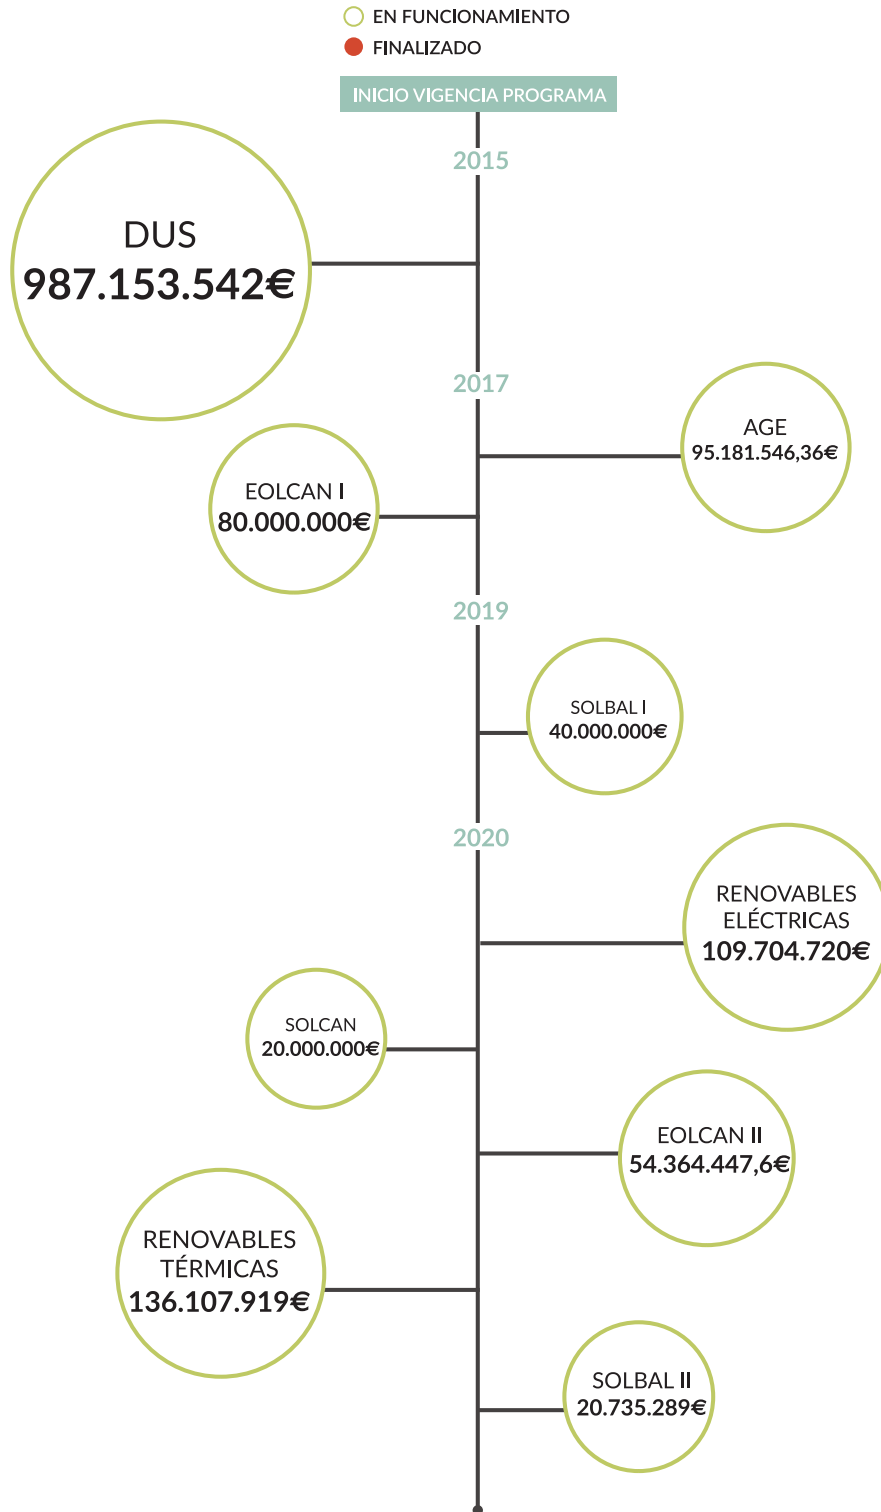 EN FUNCIONAMIENTO
FINALIZADO
INICIO VIGENCIA PROGRAMA
2015
DUS
987.153.542€
2017
AGE
95.181.546,36€
EOLCAN I
80.000.000€
2019
SOLBAL I
40.000.000€
2020
RENOVABLES
ELÉCTRICAS
109.704.720€
SOLCAN
20.000.000€
EOLCAN II
54.364.447,6€
RENOVABLES
TÉRMICAS
136.107.919€
SOLBAL II
20.735.289€